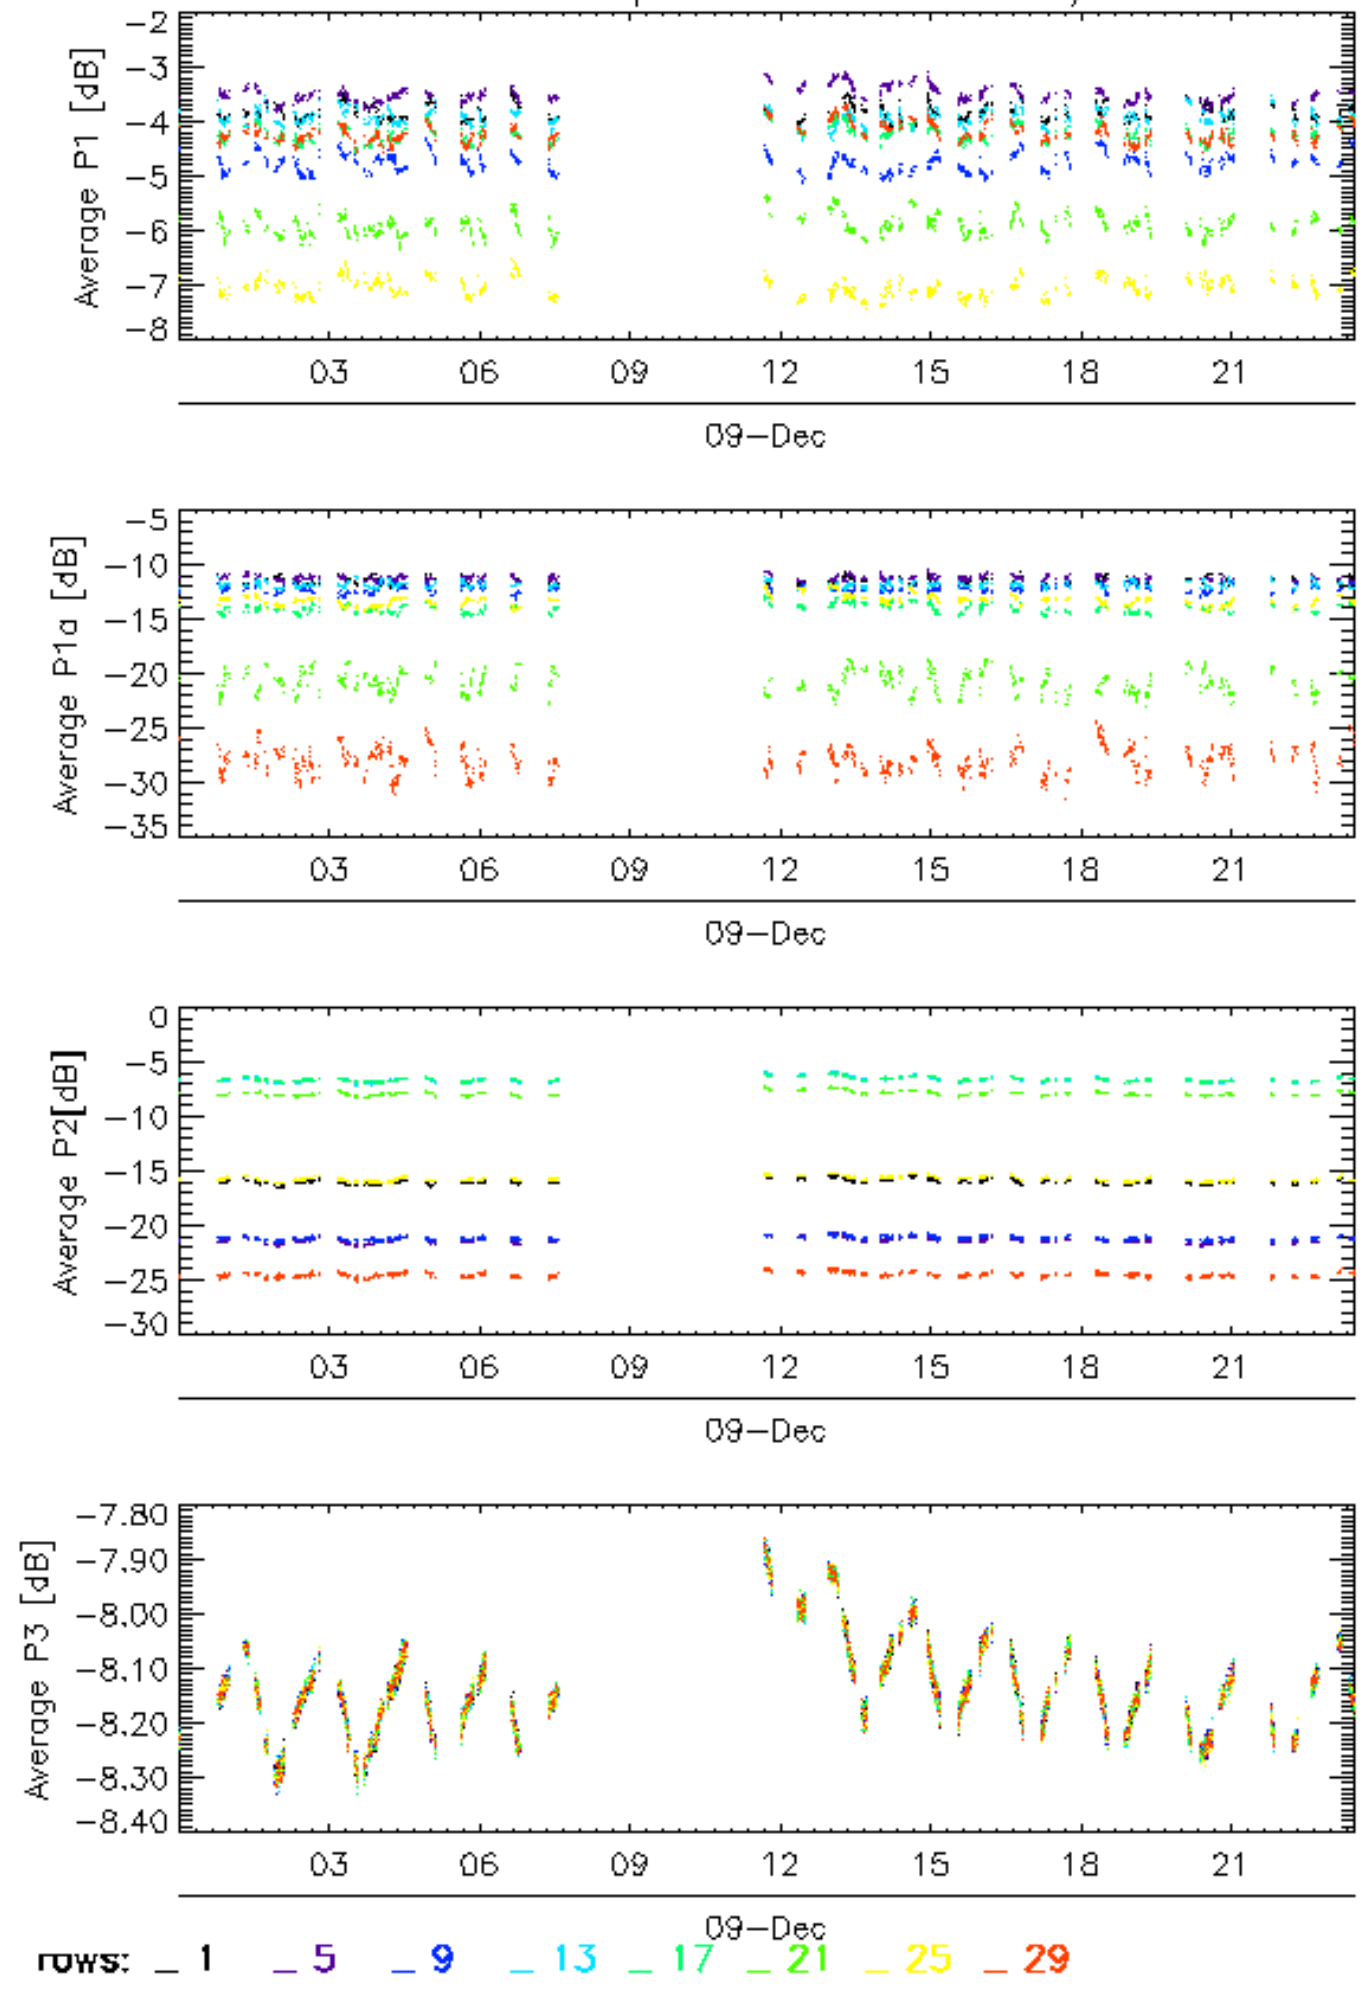 −2
−3
−4
−5
−6
−7
−8
Average P1 [dB]
03 06 09 12 15 18 21
09−Dec
−5
−10
−15
−20
−25
−30
−35
Average P1a [dB]
03 06 09 12 15 18 21
09−Dec
0
−5
−10
−15
−20
−25
−30
Average P2[dB]
03 06 09 12 15 18 21
09−Dec
−7.80
−7.90
−8.00
−8.10
−8.20
−8.30
−8.40
Average P3 [dB]
03 06 09 12 15 18 21
09−Dec
rows: _ 1 _ 5 _ 9 _ 13 _ 17 _ 21 _ 25 _ 29